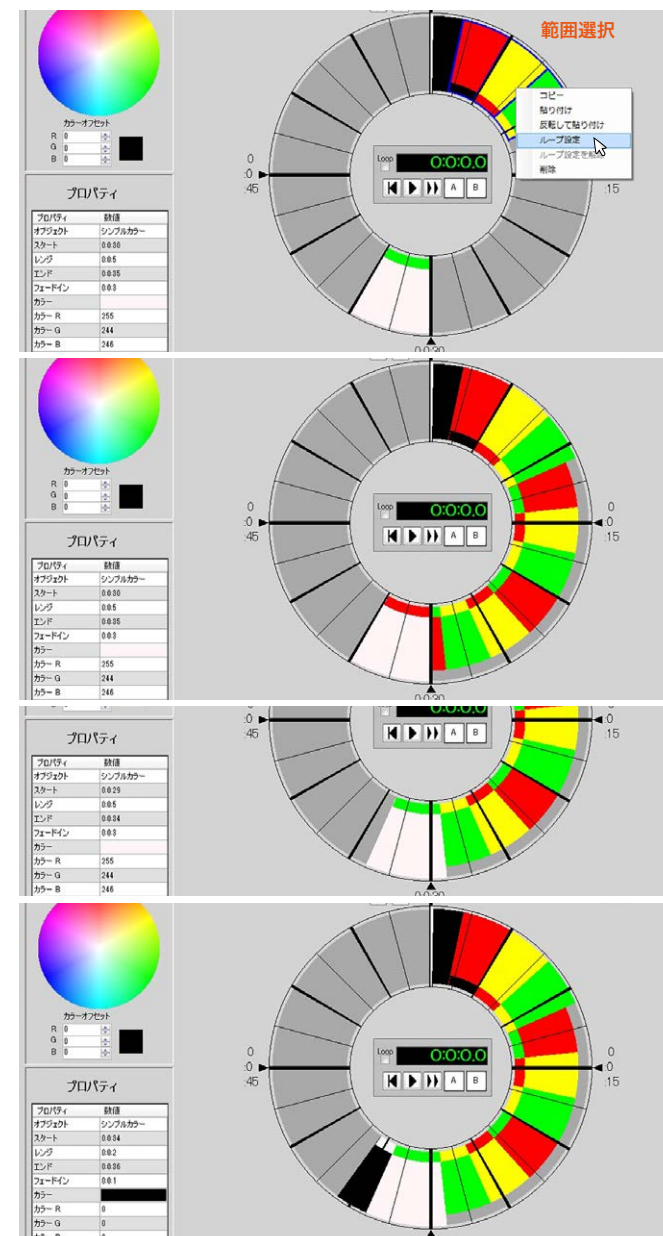 範囲選択
コピー
貼り付け
反転して貼り付け
ループ設定
ループ設定を解除
削除
カラーオフセット
R 0
G 0
B 0
0
:0
:45
Loop
0:0:0.0
A B
:15
0:0:30
プロパティ
プロパティ 数値
オブジェクト シンプルカラー
スタート 0:0:30
レンジ 0:0:5
エンド 0:0:35
フェードイン 0:0:3
カラー
カラー R 255
カラー G 244
カラー B 246
カラーオフセット
R 0
G 0
B 0
0
:0
:45
Loop
0:0:0.0
A B
0
:0
:15
0:0:30
プロパティ
プロパティ 数値
オブジェクト シンプルカラー
スタート 0:0:30
レンジ 0:0:5
エンド 0:0:35
フェードイン 0:0:3
カラー
カラー R 255
カラー G 244
カラー B 246
:0
:45
0:0:0.0
A B
:0
:15
0:0:30
プロパティ
プロパティ 数値
オブジェクト シンプルカラー
スタート 0:0:29
レンジ 0:0:5
エンド 0:0:34
フェードイン 0:0:3
カラー
カラー R 255
カラー G 244
カラー B 246
カラーオフセット
R 0
G 0
B 0
0
:0
:45
Loop
0:0:0.0
A B
0
:0
:15
プロパティ
プロパティ 数値
オブジェクト シンプルカラー
スタート 0:0:34
レンジ 0:0:2
エンド 0:0:36
フェードイン 0:0:1
カラー
カラー R 0
カラー G 0